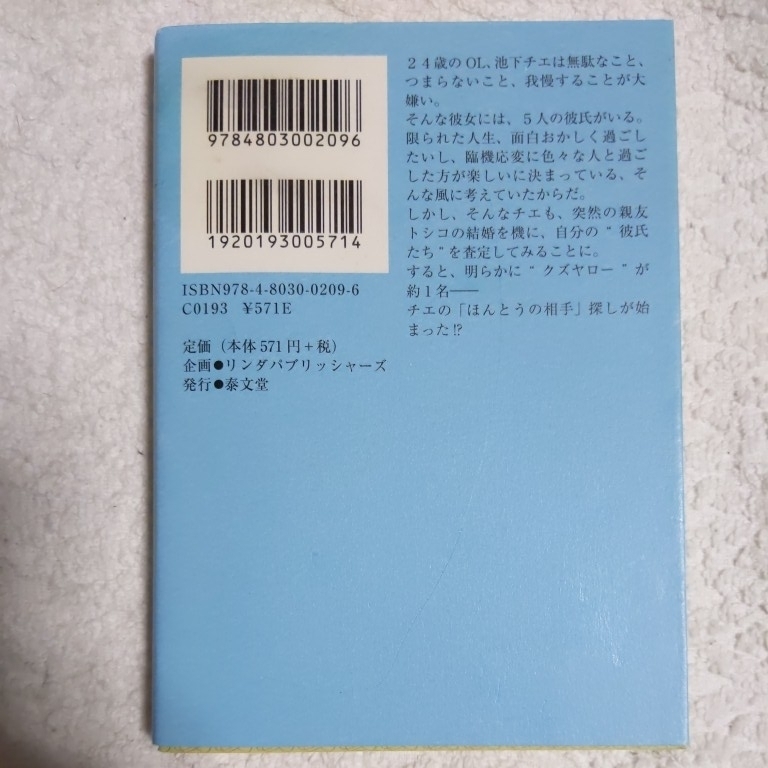 9784803002096
1920193005714
ISBN978-4-8030-0209-6
C0193 ¥571E
定価（本体571円＋税）
企画●リンダパブリッシャーズ
発行●泰文堂
２４歳のOL、池下チエは無駄なこと、
つまらないこと、我慢することが大
嫌い。
そんな彼女には、５人の彼氏がいる。
限られた人生、面白おかしく過ごし
たいし、臨機応変に色々な人と過ご
した方が楽しいに決まっている、そ
んな風に考えていたからだ。
しかし、そんなチエも、突然の親友
トシコの結婚を機に、自分の“彼氏
たち”を査定してみることに。
すると、明らかに“クズヤロー”が
約１名──
チエの「ほんとうの相手」探しが始
まった!?